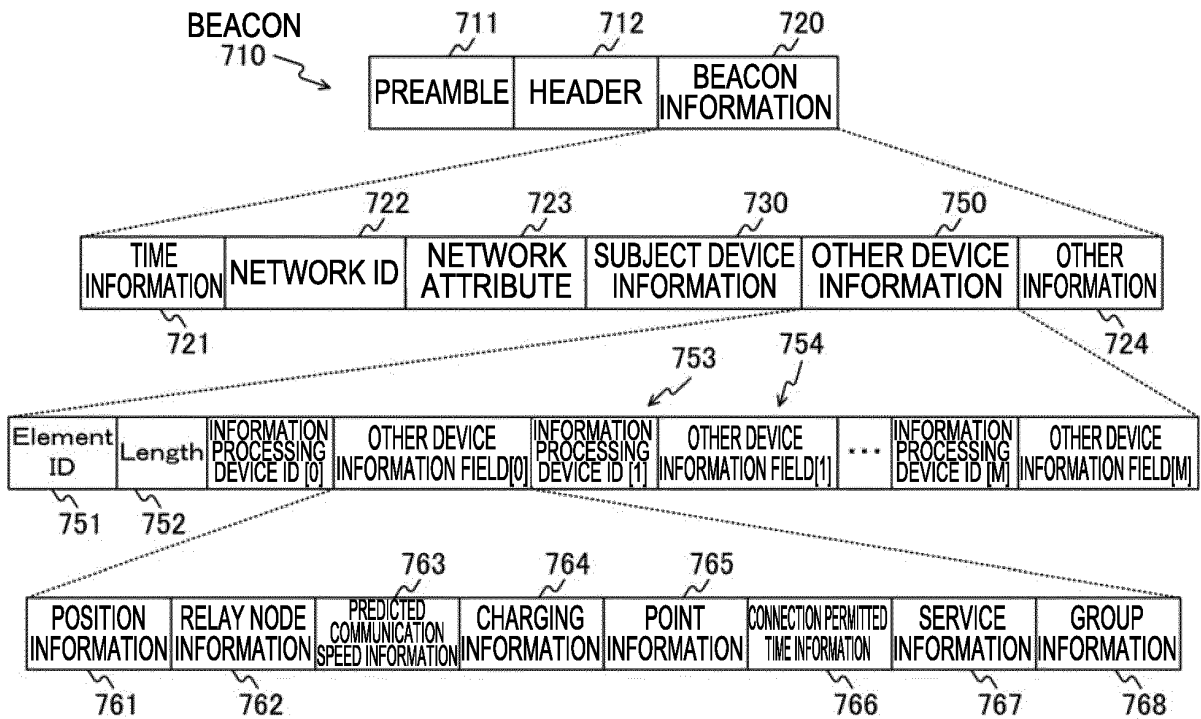 BEACON
710
711
712
720
PREAMBLE
HEADER
BEACON
INFORMATION
722
723
730
750
TIME
INFORMATION
NETWORK ID
NETWORK
ATTRIBUTE
SUBJECT DEVICE
INFORMATION
OTHER DEVICE
INFORMATION
OTHER
INFORMATION
721
724
753
754
Element
ID
Length
INFORMATION
PROCESSING
DEVICE ID [0]
OTHER DEVICE
INFORMATION FIELD[0]
INFORMATION
PROCESSING
DEVICE ID [1]
OTHER DEVICE
INFORMATION FIELD[1]
...
INFORMATION
PROCESSING
DEVICE ID [M]
OTHER DEVICE
INFORMATION FIELD[M]
751
752
763
764
765
POSITION
INFORMATION
RELAY NODE
INFORMATION
PREDICTED
COMMUNICATION
SPEED INFORMATION
CHARGING
INFORMATION
POINT
INFORMATION
CONNECTION PERMITTED
TIME INFORMATION
SERVICE
INFORMATION
GROUP
INFORMATION
761
762
766
767
768